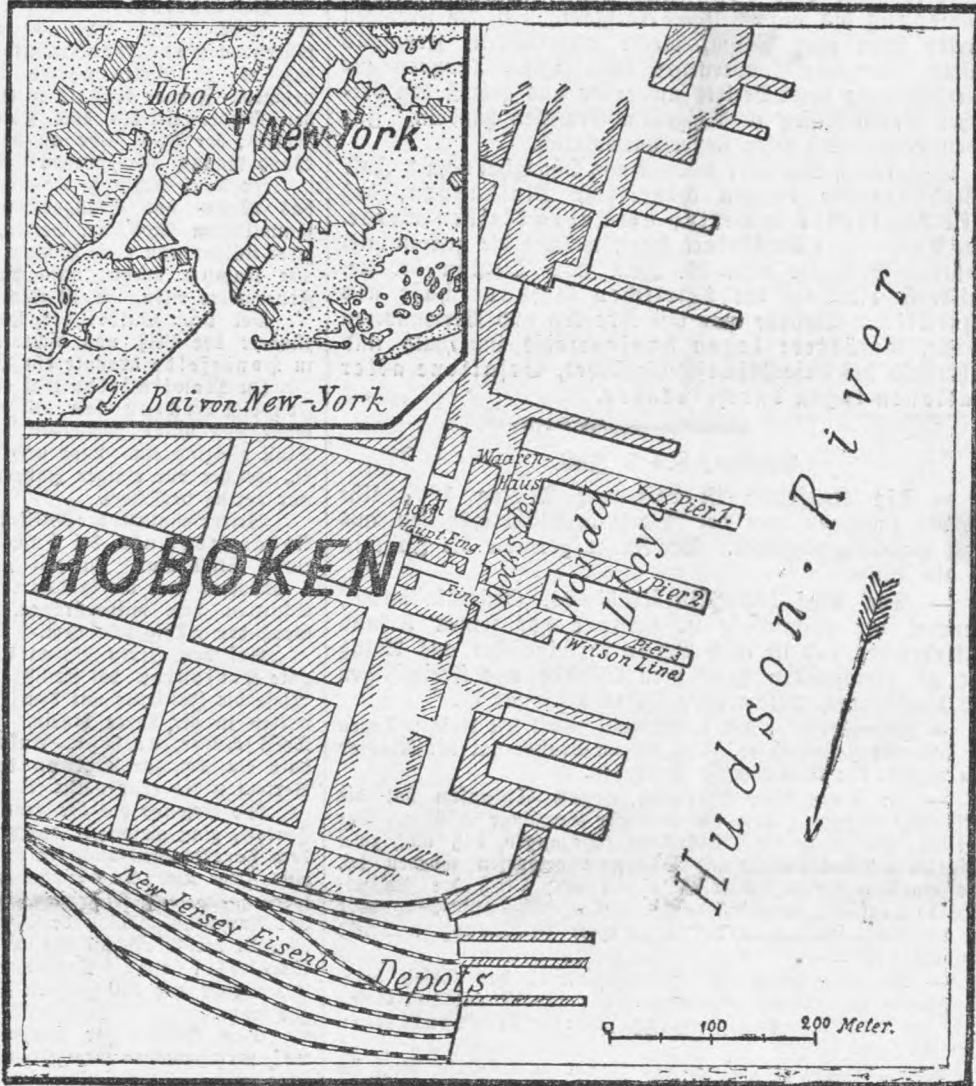 Hoboken
New-York
Bai von New-York
HOBOKEN
Waaren-
Haus
Hotel
Haupt-Eing.
Eing.
Docks des
Nordd.
Lloyd.
Pier 1.
Pier 2
Pier 3
(Wilson Line)
Hudson-River
New Jersey Eisenb.
Depots
0 100 200 Meter.